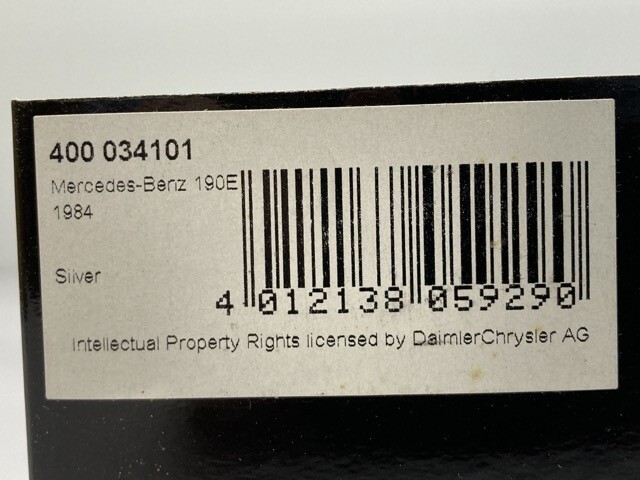 400 034101
Mercedes-Benz 190E
1984
Silver
4 012138 059290
Intellectual Property Rights licensed by DaimlerChrysler AG